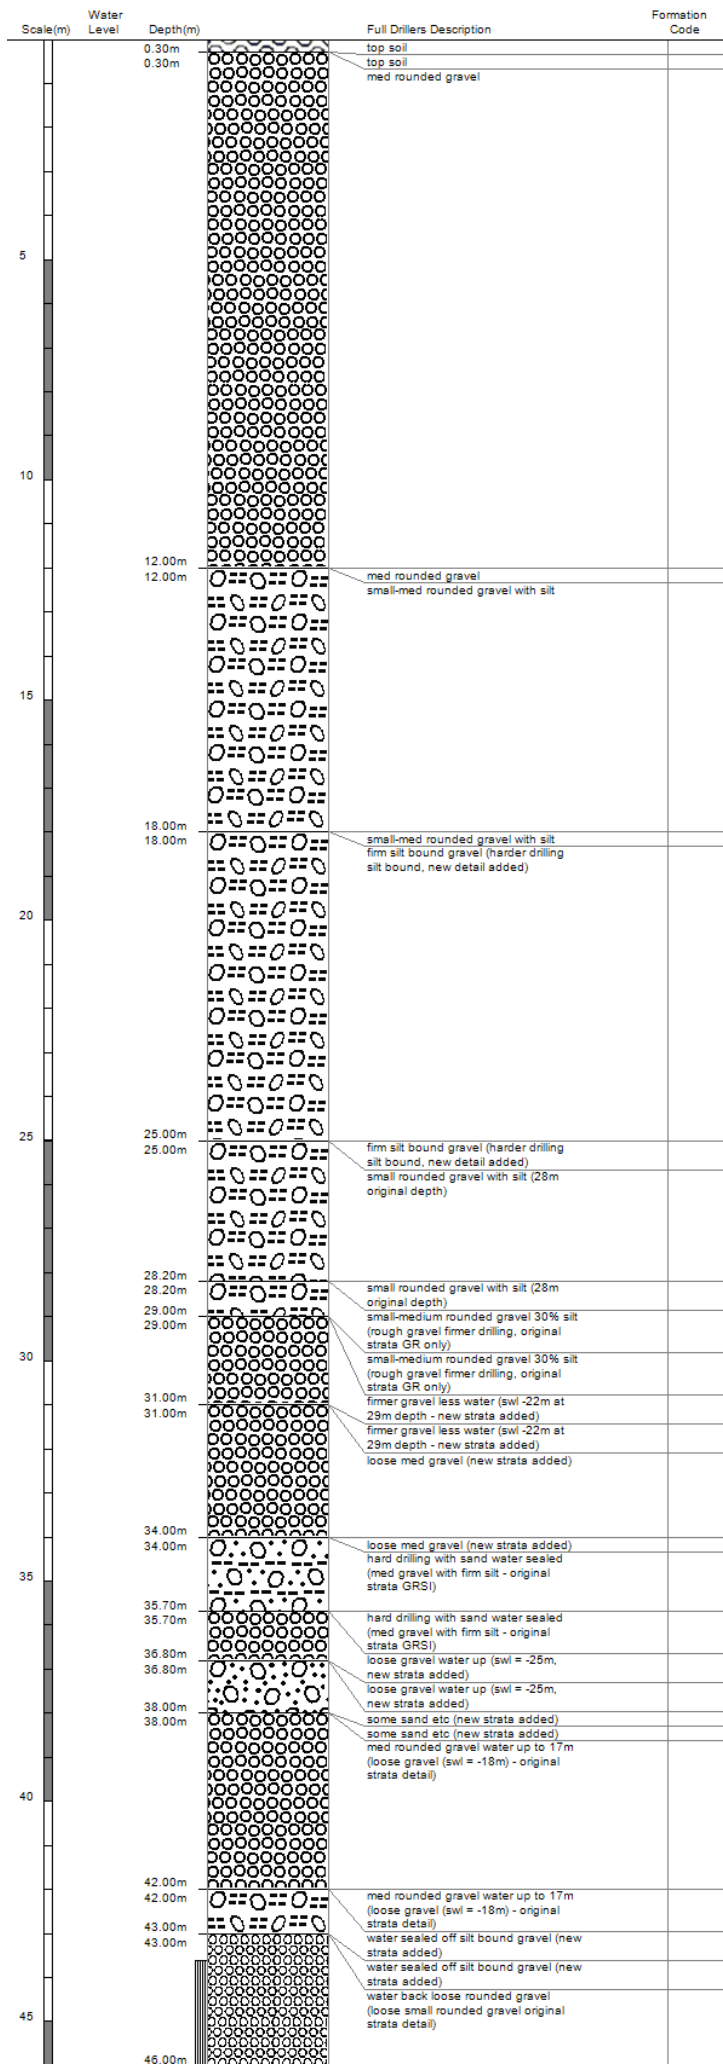 Water Formation
Scale(m) Level Depth(m) Full Drillers Description Code
0.30m top soil
0.30m top soil
med rounded gravel
5
10
12.00m
12.00m med rounded gravel
small-med rounded gravel with silt
15
18.00m
18.00m small-med rounded gravel with silt
firm silt bound gravel (harder drilling
silt bound, new detail added)
20
25 25.00m
25.00m firm silt bound gravel (harder drilling
silt bound, new detail added)
small rounded gravel with silt (28m
original depth)
28.20m
28.20m small rounded gravel with silt (28m
original depth)
29.00m small-medium rounded gravel 30% silt
29.00m (rough gravel firmer drilling, original
strata GR only)
30 small-medium rounded gravel 30% silt
(rough gravel firmer drilling, original
strata GR only)
31.00m firmer gravel less water (swl -22m at
31.00m 29m depth - new strata added)
firmer gravel less water (swl -22m at
29m depth - new strata added)
loose med gravel (new strata added)
34.00m
34.00m loose med gravel (new strata added)
hard drilling with sand water sealed
35 (med gravel with firm silt - original
strata GRSI)
35.70m
35.70m hard drilling with sand water sealed
(med gravel with firm silt - original
strata GRSI)
36.80m loose gravel water up (swl = -25m,
36.80m new strata added)
loose gravel water up (swl = -25m,
new strata added)
38.00m some sand etc (new strata added)
38.00m some sand etc (new strata added)
med rounded gravel water up to 17m
(loose gravel (swl = -18m) - original
strata detail)
40
42.00m
42.00m med rounded gravel water up to 17m
(loose gravel (swl = -18m) - original
strata detail)
43.00m water sealed off silt bound gravel (new
43.00m strata added)
water sealed off silt bound gravel (new
strata added)
water back loose rounded gravel
(loose small rounded gravel original
45 strata detail)
46.00m